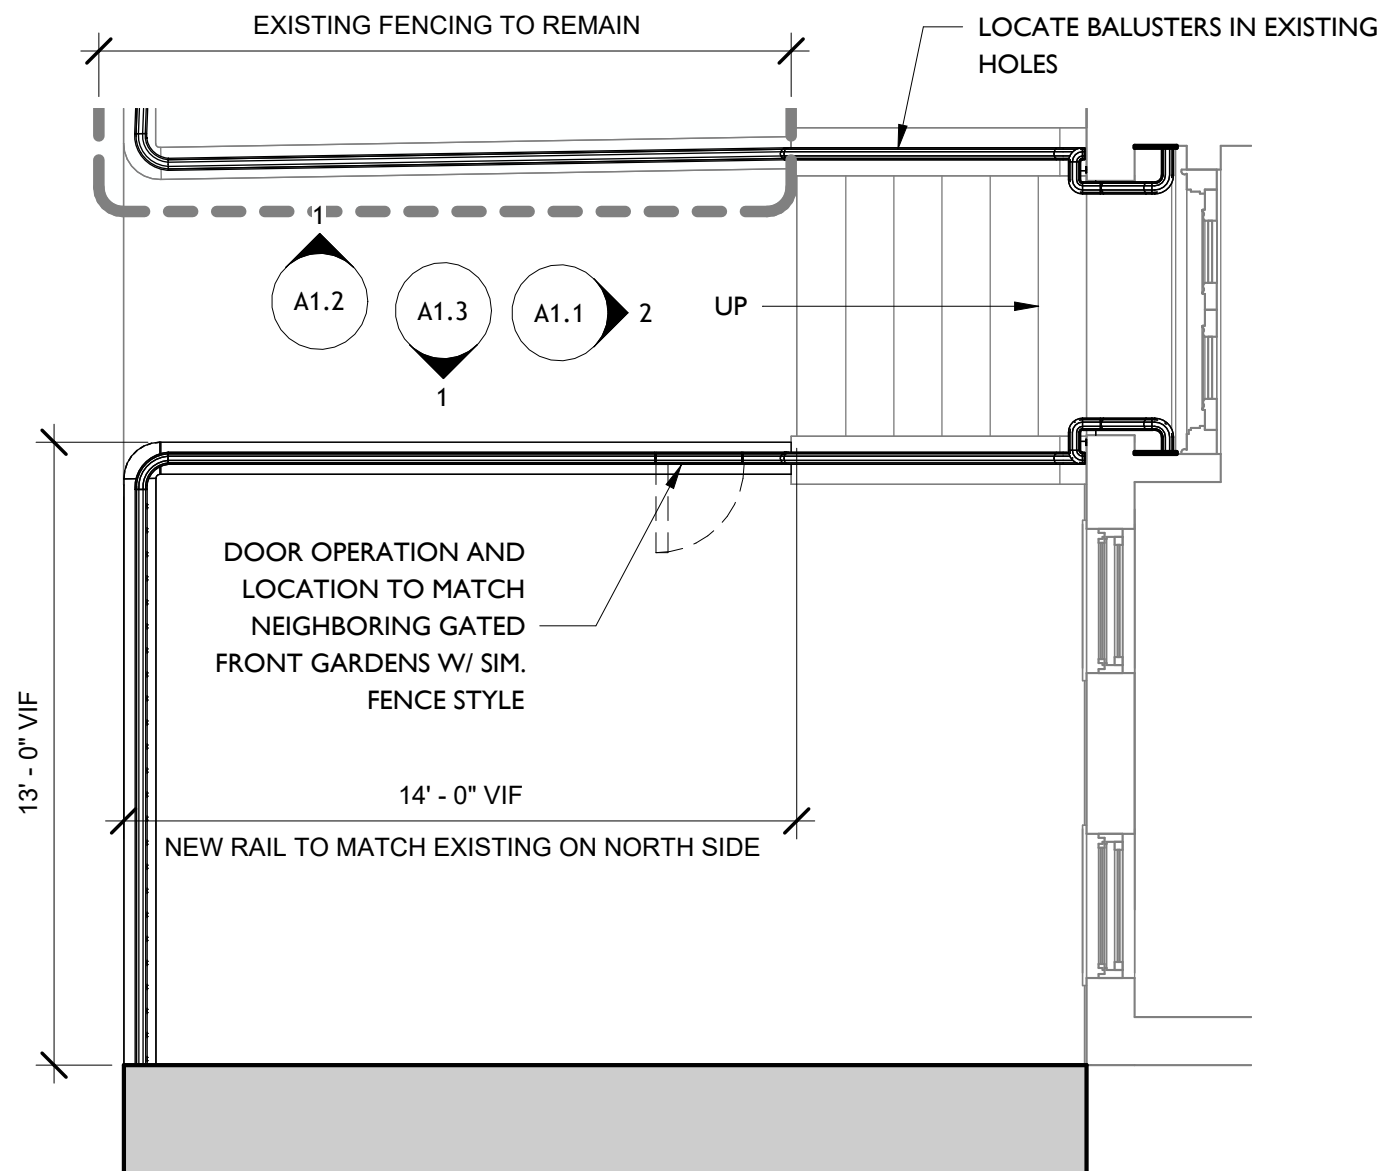 EXISTING FENCING TO REMAIN
LOCATE BALUSTERS IN EXISTING
HOLES
1
A1.2
A1.3
A1.1
2
UP
1
DOOR OPERATION AND
LOCATION TO MATCH
NEIGHBORING GATED
FRONT GARDENS W/ SIM.
FENCE STYLE
13' - 0" VIF
14' - 0" VIF
NEW RAIL TO MATCH EXISTING ON NORTH SIDE